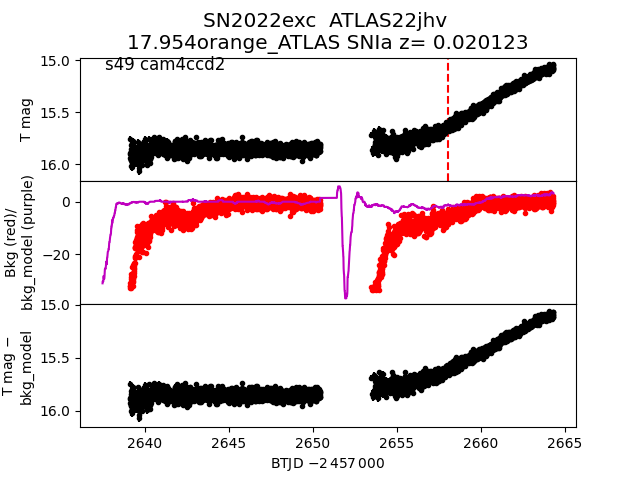 SN2022exc ATLAS22jhv
17.954orange_ATLAS SNIa z= 0.020123
s49 cam4ccd2
T mag
15.0
15.5
16.0
Bkg (red)/
bkg_model (purple)
0
−20
T mag −
bkg_model
15.0
15.5
16.0
2640 2645 2650 2655 2660 2665
BTJD −2 457 000